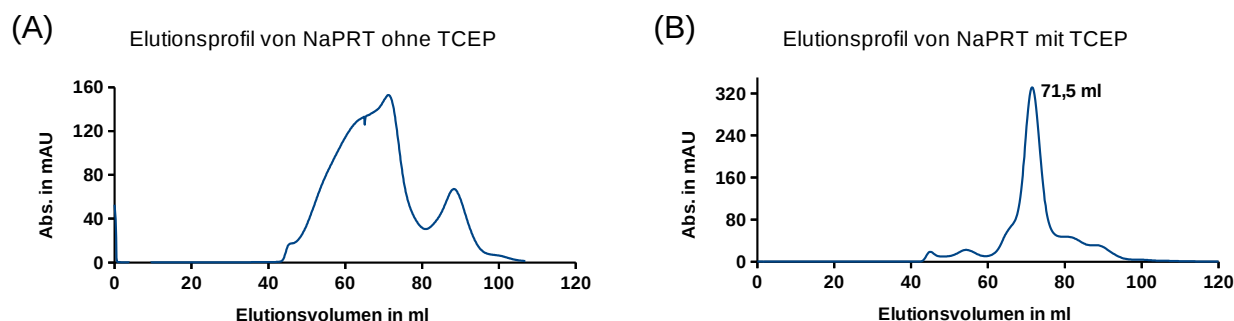 (A)
Elutionsprofil von NaPRT ohne TCEP
160
120
80
40
0
Abs. in mAU
0 20 40 60 80 100 120
Elutionsvolumen in ml
(B)
Elutionsprofil von NaPRT mit TCEP
320
240
160
80
0
Abs. in mAU
71,5 ml
0 20 40 60 80 100 120
Elutionsvolumen in ml